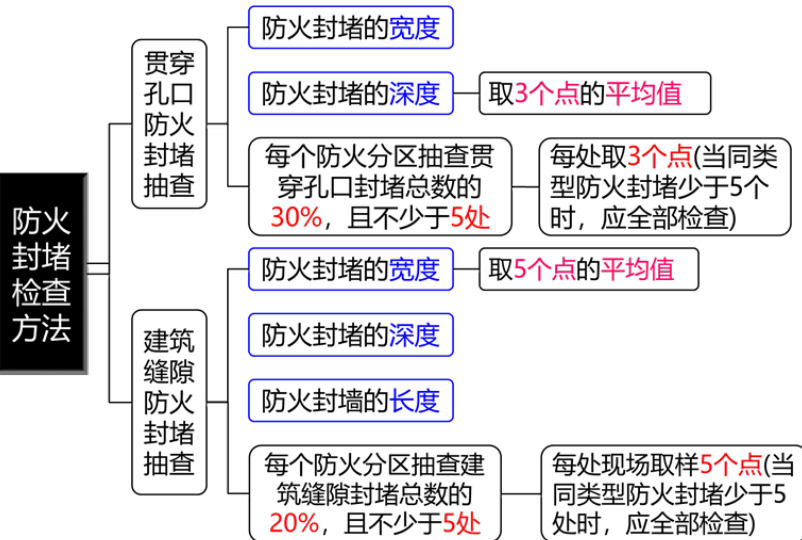 防火
封堵
检查
方法
贯穿
孔口
防火
封堵
抽查
防火封堵的宽度
防火封堵的深度
取3个点的平均值
每个防火分区抽查贯
穿孔口封堵总数的
30%，且不少于5处
每处取3个点(当同类
型防火封堵少于5个
时，应全部检查)
建筑
缝隙
防火
封堵
抽查
防火封堵的宽度
取5个点的平均值
防火封堵的深度
防火封墙的长度
每个防火分区抽查建
筑缝隙封堵总数的
20%，且不少于5处
每处现场取样5个点(当
同类型防火封堵少于5
处时，应全部检查)